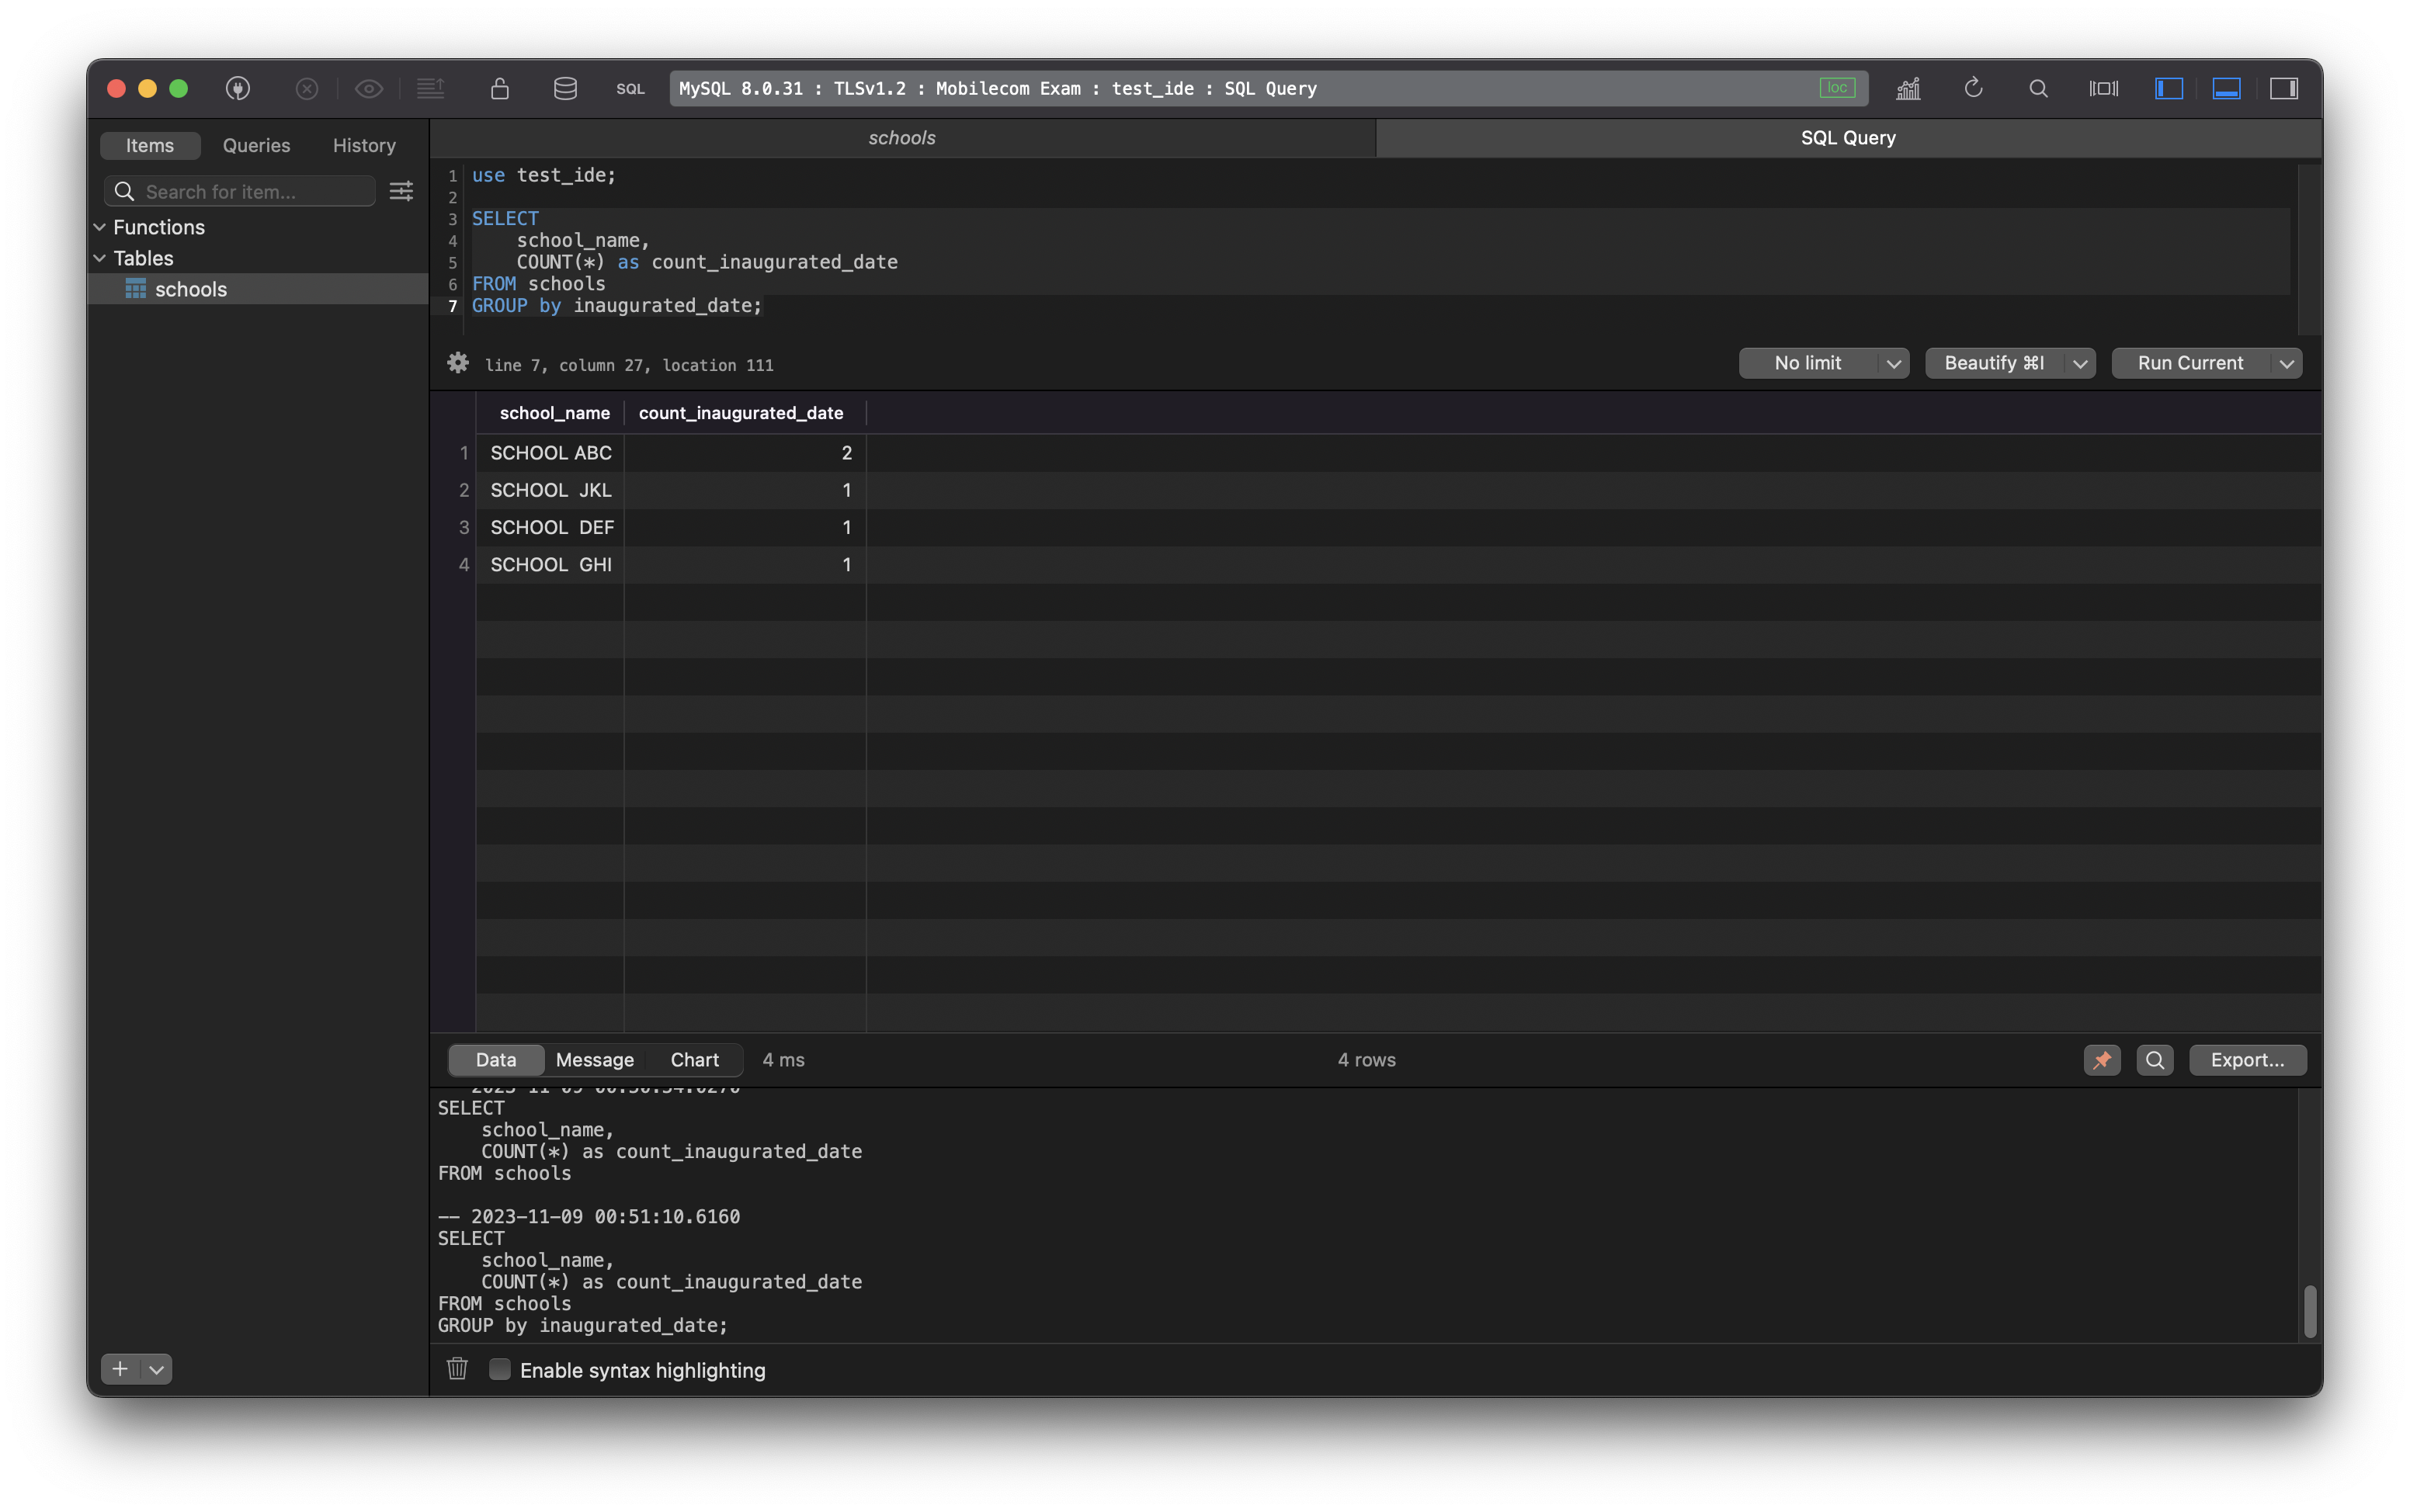 SQL
MySQL 8.0.31 : TLSv1.2 : Mobilecom Exam : test_ide : SQL Query
loc
Items
Queries
History
Search for item...
Functions
Tables
schools
schools
SQL Query
1 use test_ide;
2
3 SELECT
4 school_name,
5 COUNT(*) as count_inaugurated_date
6 FROM schools
7 GROUP by inaugurated_date;
line 7, column 27, location 111
No limit
Beautify ⌘I
Run Current
school_name count_inaugurated_date
1 SCHOOL ABC 2
2 SCHOOL  JKL 1
3 SCHOOL  DEF 1
4 SCHOOL  GHI 1
Data
Message
Chart
4 ms
4 rows
Export...
SELECT
school_name,
COUNT(*) as count_inaugurated_date
FROM schools
-- 2023-11-09 00:51:10.6160
SELECT
school_name,
COUNT(*) as count_inaugurated_date
FROM schools
GROUP by inaugurated_date;
Enable syntax highlighting